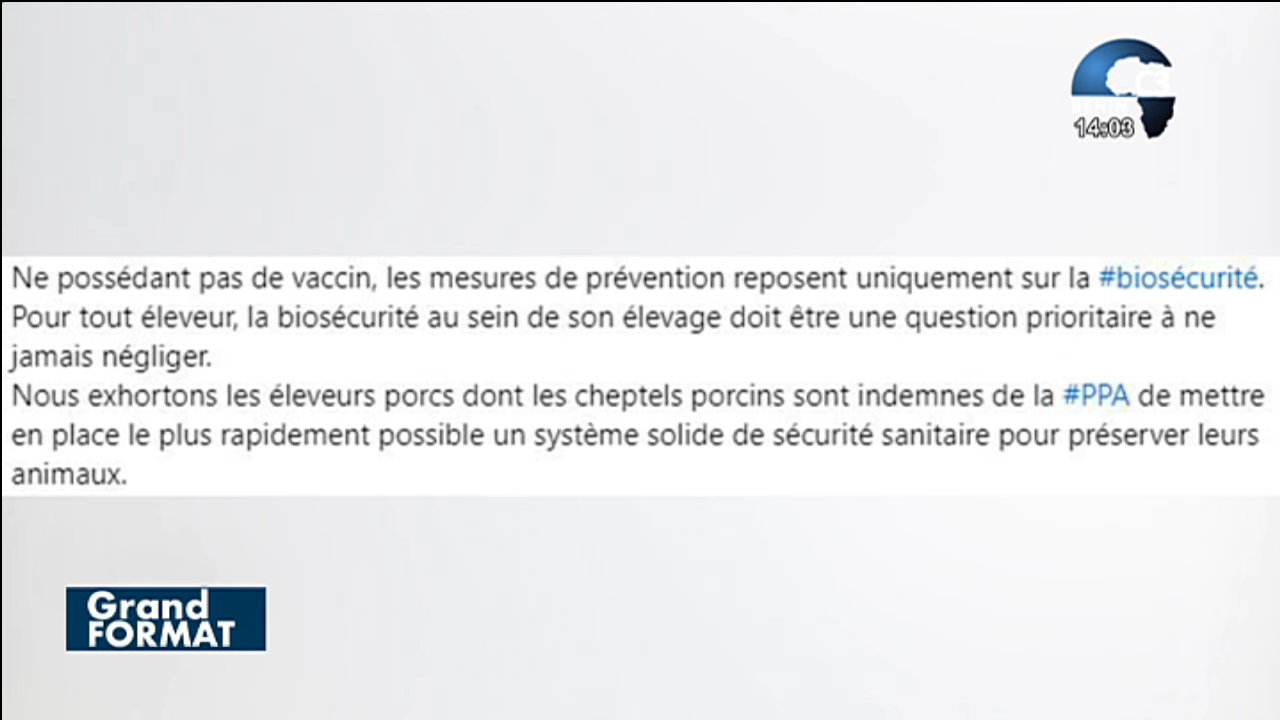 C3
BENIN
14:03
Ne possédant pas de vaccin, les mesures de prévention reposent uniquement sur la #biosécurité.
Pour tout éleveur, la biosécurité au sein de son élevage doit être une question prioritaire à ne
jamais négliger.
Nous exhortons les éleveurs porcs dont les cheptels porcins sont indemnes de la #PPA de mettre
en place le plus rapidement possible un système solide de sécurité sanitaire pour préserver leurs
animaux.
Grand
FORMAT